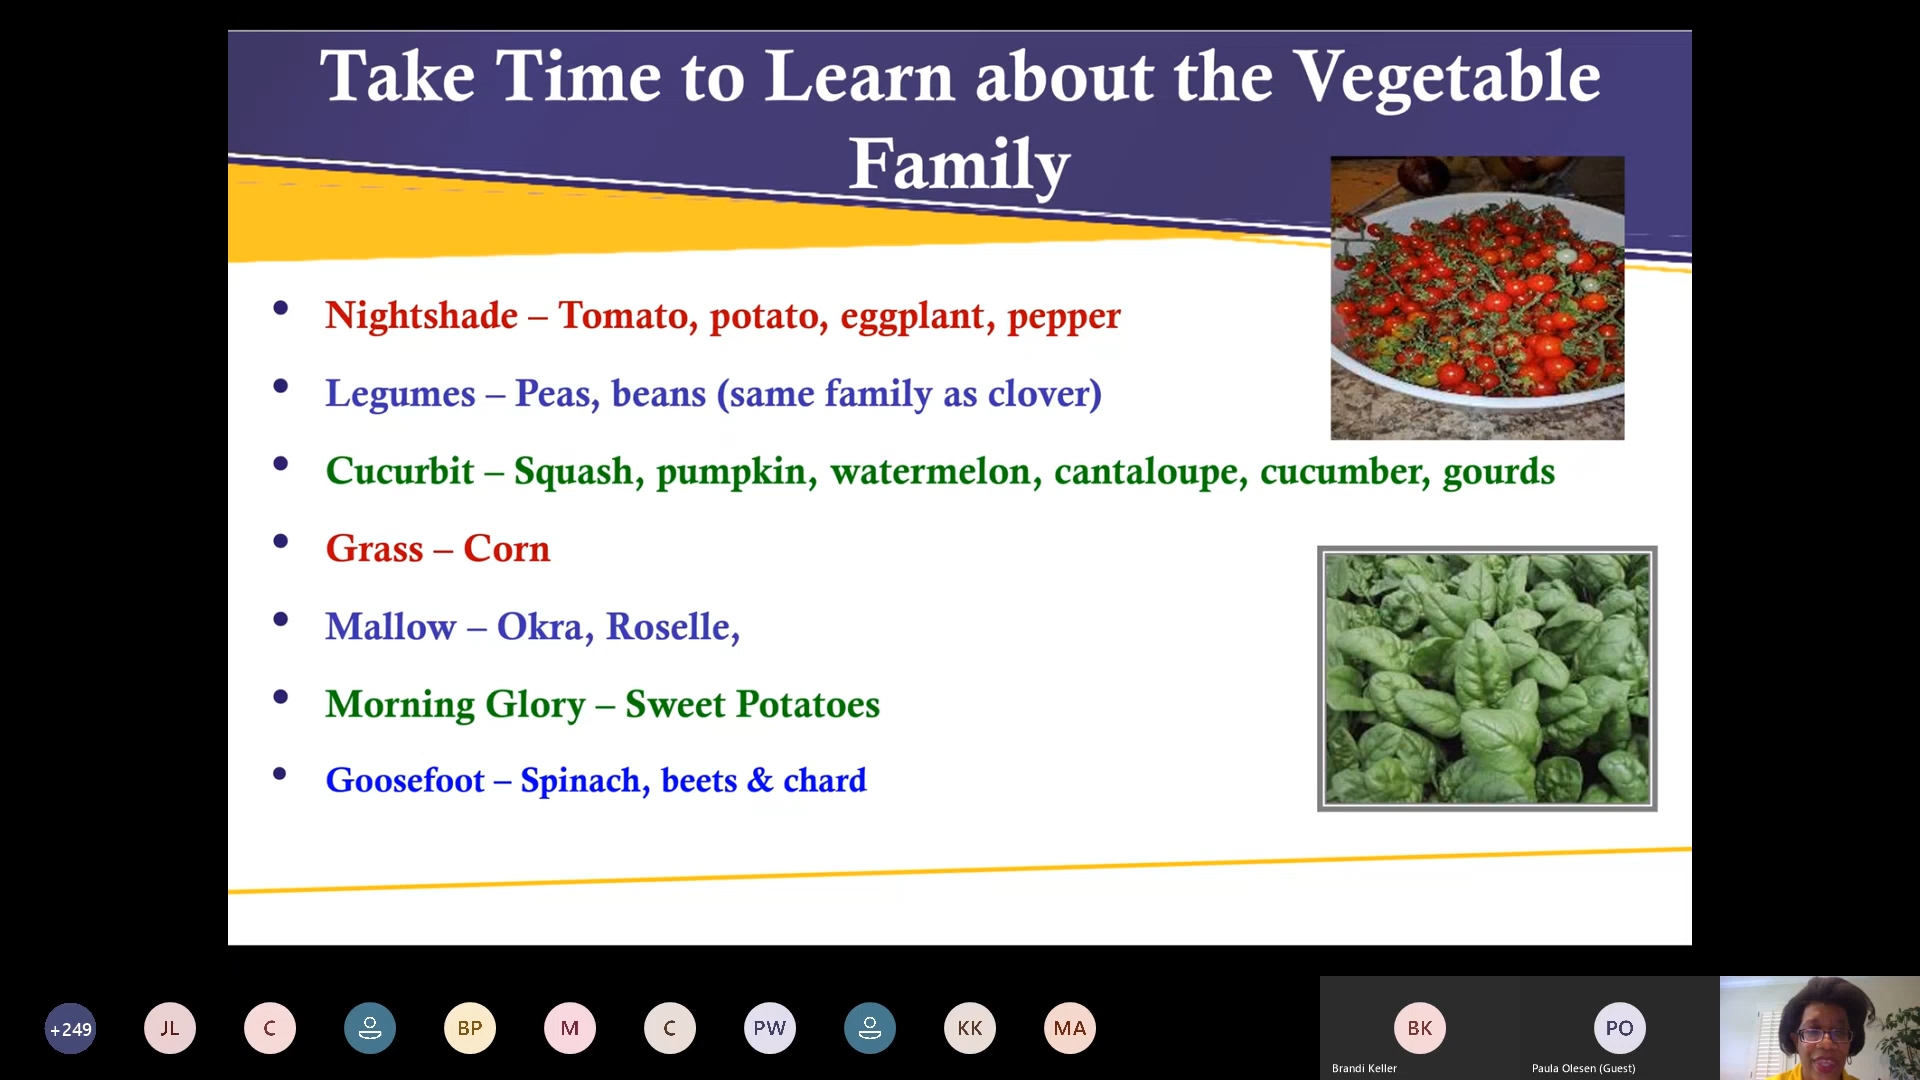 Take Time to Learn about the Vegetable
Family
• Nightshade – Tomato, potato, eggplant, pepper
• Legumes – Peas, beans (same family as clover)
• Cucurbit – Squash, pumpkin, watermelon, cantaloupe, cucumber, gourds
• Grass – Corn
• Mallow – Okra, Roselle,
• Morning Glory – Sweet Potatoes
• Goosefoot – Spinach, beets & chard
+249 JL C BP M C PW KK MA BK PO
Brandi Keller Paula Olesen (Guest)